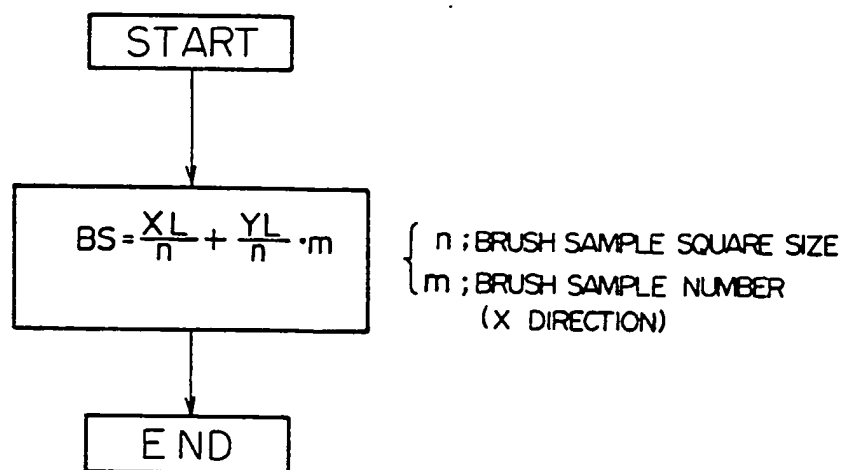 START
BS = XL/n + YL/n ·m
n ; BRUSH SAMPLE SQUARE SIZE
m ; BRUSH SAMPLE NUMBER
(X DIRECTION)
END